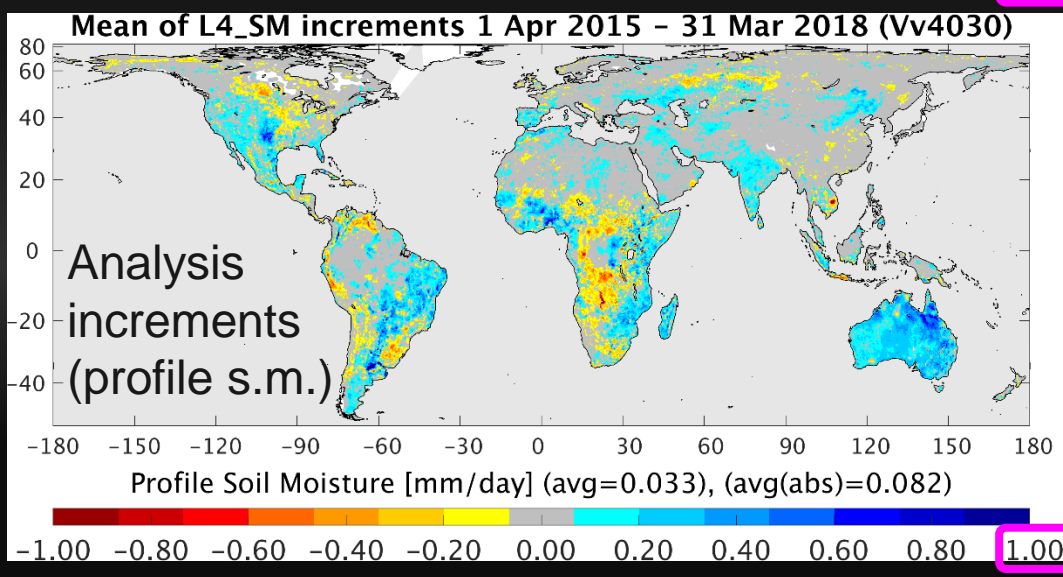 Mean of L4_SM increments 1 Apr 2015 – 31 Mar 2018 (Vv4030)
80
60
40
20
0
−20
−40
Analysis
increments
(profile s.m.)
−180 −150 −120 −90 −60 −30 0 30 60 90 120 150 180
Profile Soil Moisture [mm/day] (avg=0.033), (avg(abs)=0.082)
−1.00 −0.80 −0.60 −0.40 −0.20 0.00 0.20 0.40 0.60 0.80 1.00